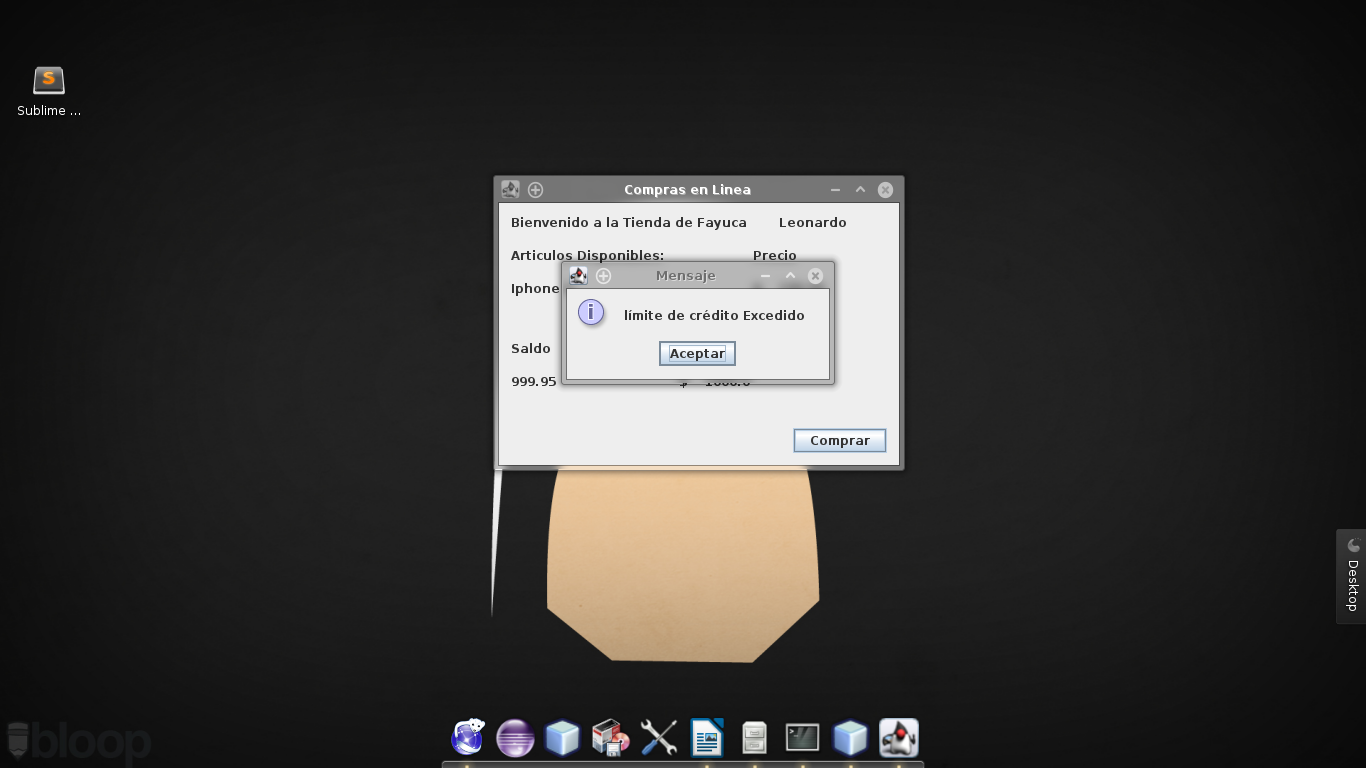 Sublime ...
Compras en Linea
Bienvenido a la Tienda de Fayuca Leonardo
Articulos Disponibles: Precio
Iphone
Mensaje
límite de crédito Excedido
Aceptar
Saldo
999.95
Comprar
Desktop
bloop